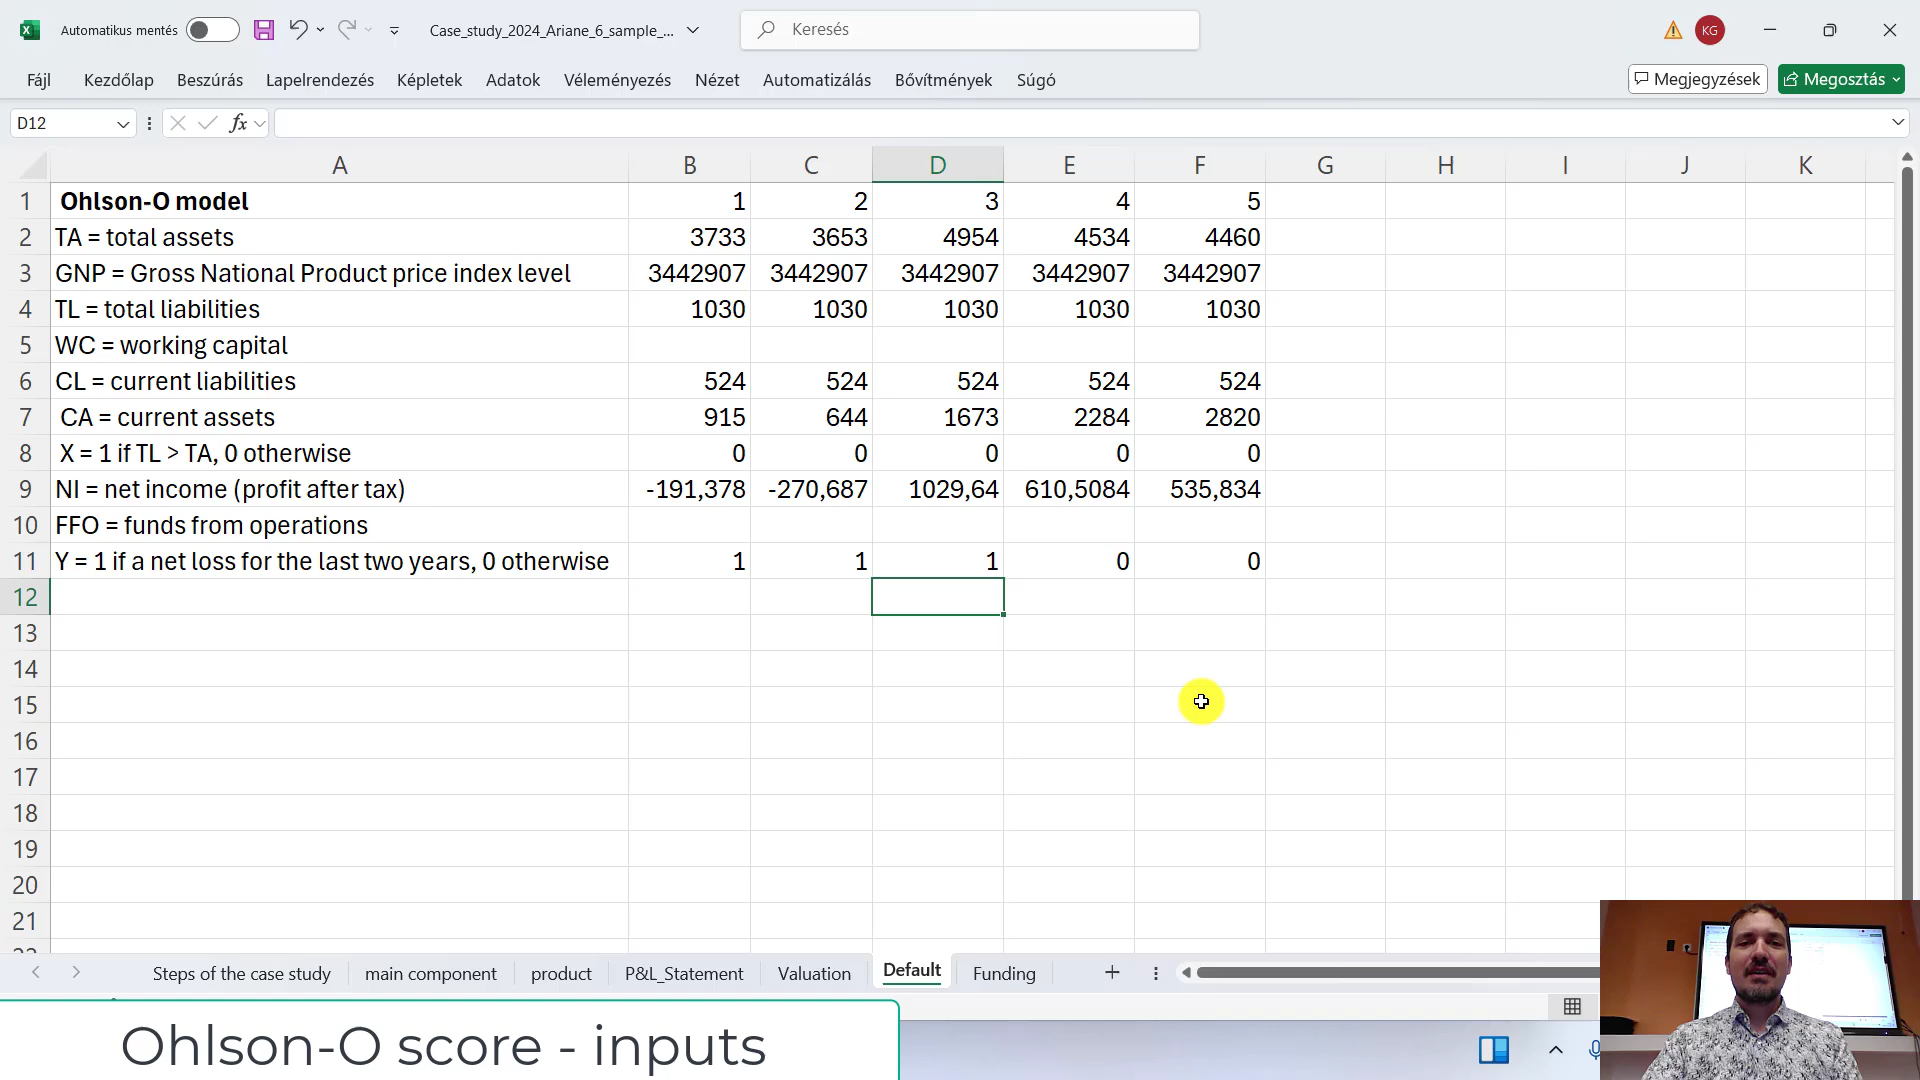 Automatikus mentés
Case_study_2024_Ariane_6_sample_...
Keresés
KG
Fájl Kezdőlap Beszúrás Lapelrendezés Képletek Adatok Véleményezés Nézet Automatizálás Bővítmények Súgó
Megjegyzések
Megosztás
D12
fx
A B C D E F G H I J K
1 Ohlson-O model 1 2 3 4 5
2 TA = total assets 3733 3653 4954 4534 4460
3 GNP = Gross National Product price index level 3442907 3442907 3442907 3442907 3442907
4 TL = total liabilities 1030 1030 1030 1030 1030
5 WC = working capital
6 CL = current liabilities 524 524 524 524 524
7 CA = current assets 915 644 1673 2284 2820
8 X = 1 if TL > TA, 0 otherwise 0 0 0 0 0
9 NI = net income (profit after tax) -191,378 -270,687 1029,64 610,5084 535,834
10 FFO = funds from operations
11 Y = 1 if a net loss for the last two years, 0 otherwise 1 1 1 0 0
12
13
14
15
16
17
18
19
20
21
Steps of the case study main component product P&L_Statement Valuation Default Funding
Ohlson-O score - inputs